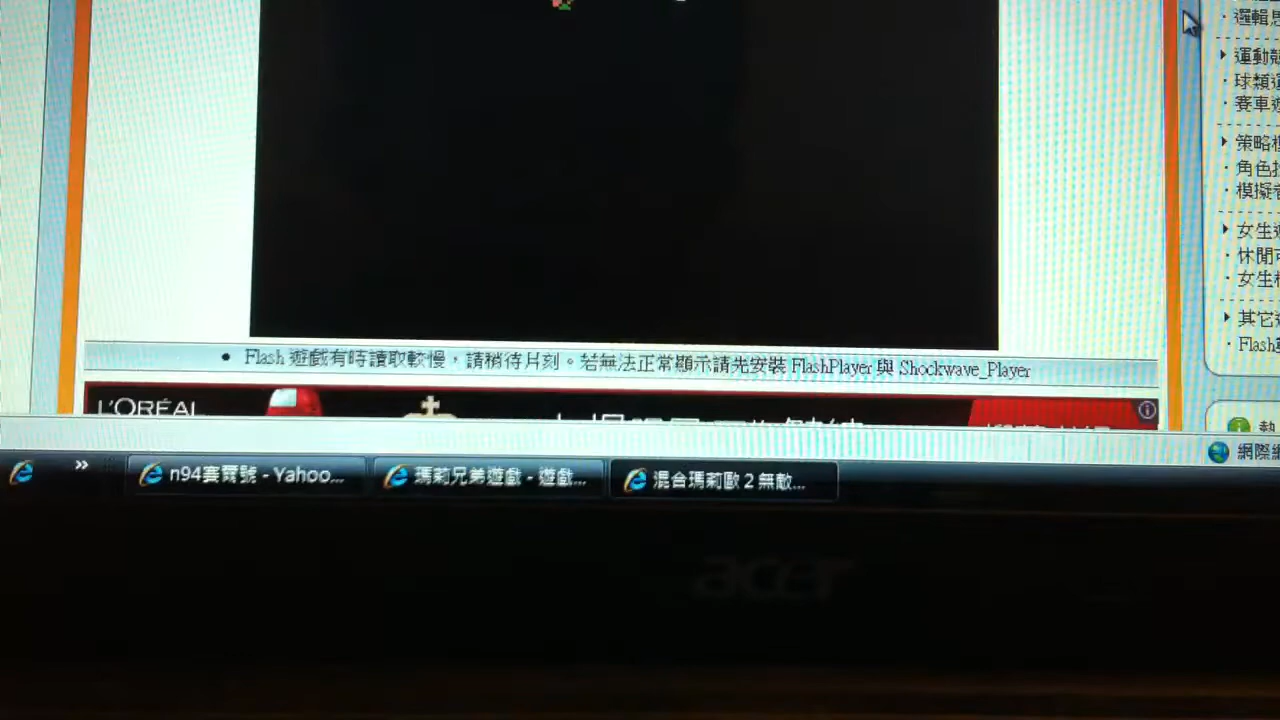 邏輯
運動
球類
賽車
策略
角色
模擬
女生
休閒
女生
其它
Flash
Flash 遊戲有時讀取較慢，請稍待片刻。若無法正常顯示請先安裝 FlashPlayer 與 Shockwave_Player
L'ORÉAL
網際
n94賽爾號 - Yahoo...
瑪莉兄弟遊戲 - 遊戲...
混合瑪莉歐 2 無敵...
acer